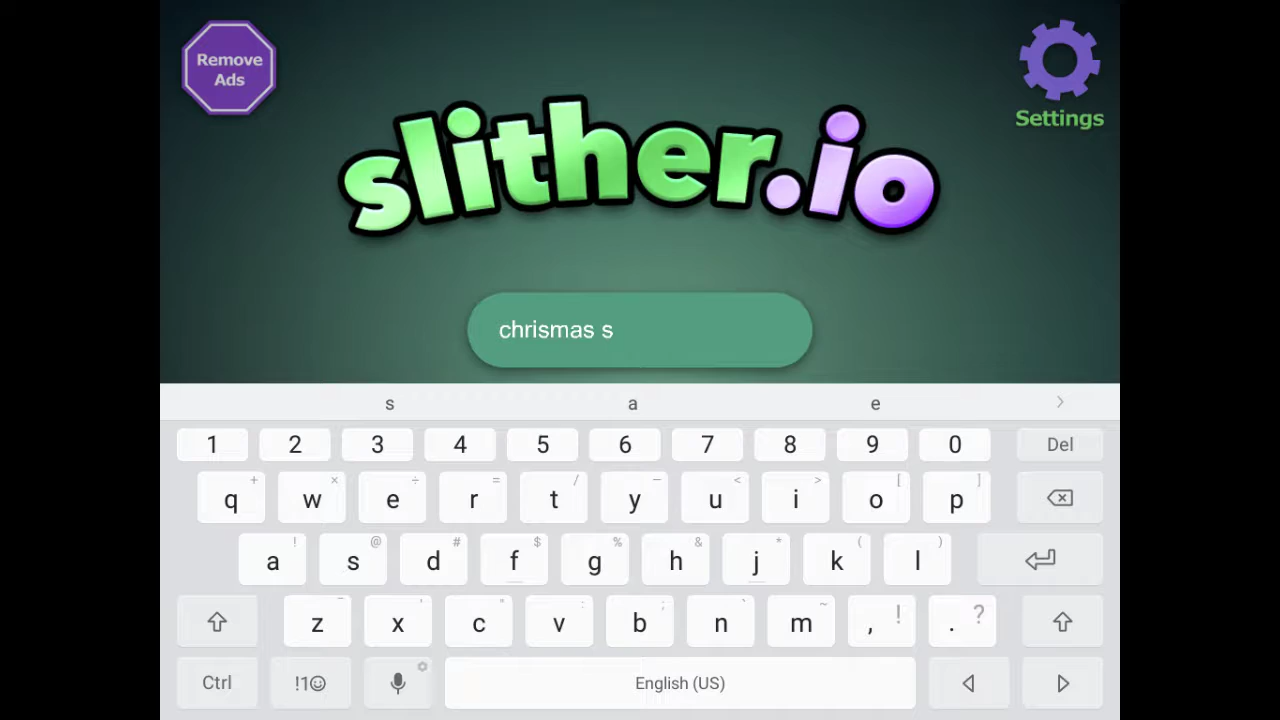 Remove
Ads
Settings
slither.io
chrismas s
s a e >
1 2 3 4 5 6 7 8 9 0 Del
+ × ÷ = / − < > [ ]
q w e r t y u i o p
! @ # $ % & * ( )
a s d f g h j k l
- ' " : ; ` ~ ! ?
z x c v b n m , .
Ctrl !1☺ English (US)